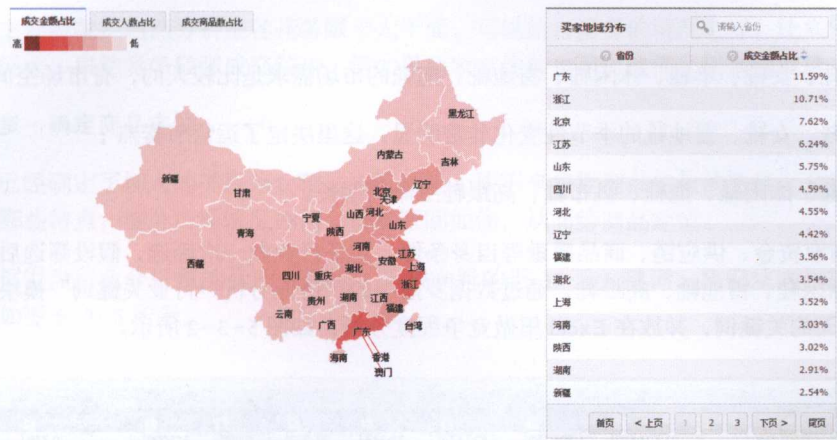 成交金额占比 成交人数占比 成交商品数占比
高 低
黑龙江
内蒙古
吉林
新疆
辽宁
甘肃
北京
天津
宁夏
山西
河北
山东
青海
陕西
河南
江苏
安徽
上海
西藏
四川
重庆
湖北
浙江
贵州
湖南
江西
福建
云南
广西
广东
台湾
海南
香港
澳门
买家地域分布 请输入省份
省份 成交金额占比
广东 11.59%
浙江 10.71%
北京 7.62%
江苏 6.24%
山东 5.75%
四川 4.59%
河北 4.55%
辽宁 4.42%
福建 3.56%
湖北 3.54%
上海 3.52%
河南 3.03%
陕西 3.02%
湖南 2.91%
新疆 2.54%
首页 < 上页 1 2 3 下页 > 尾页